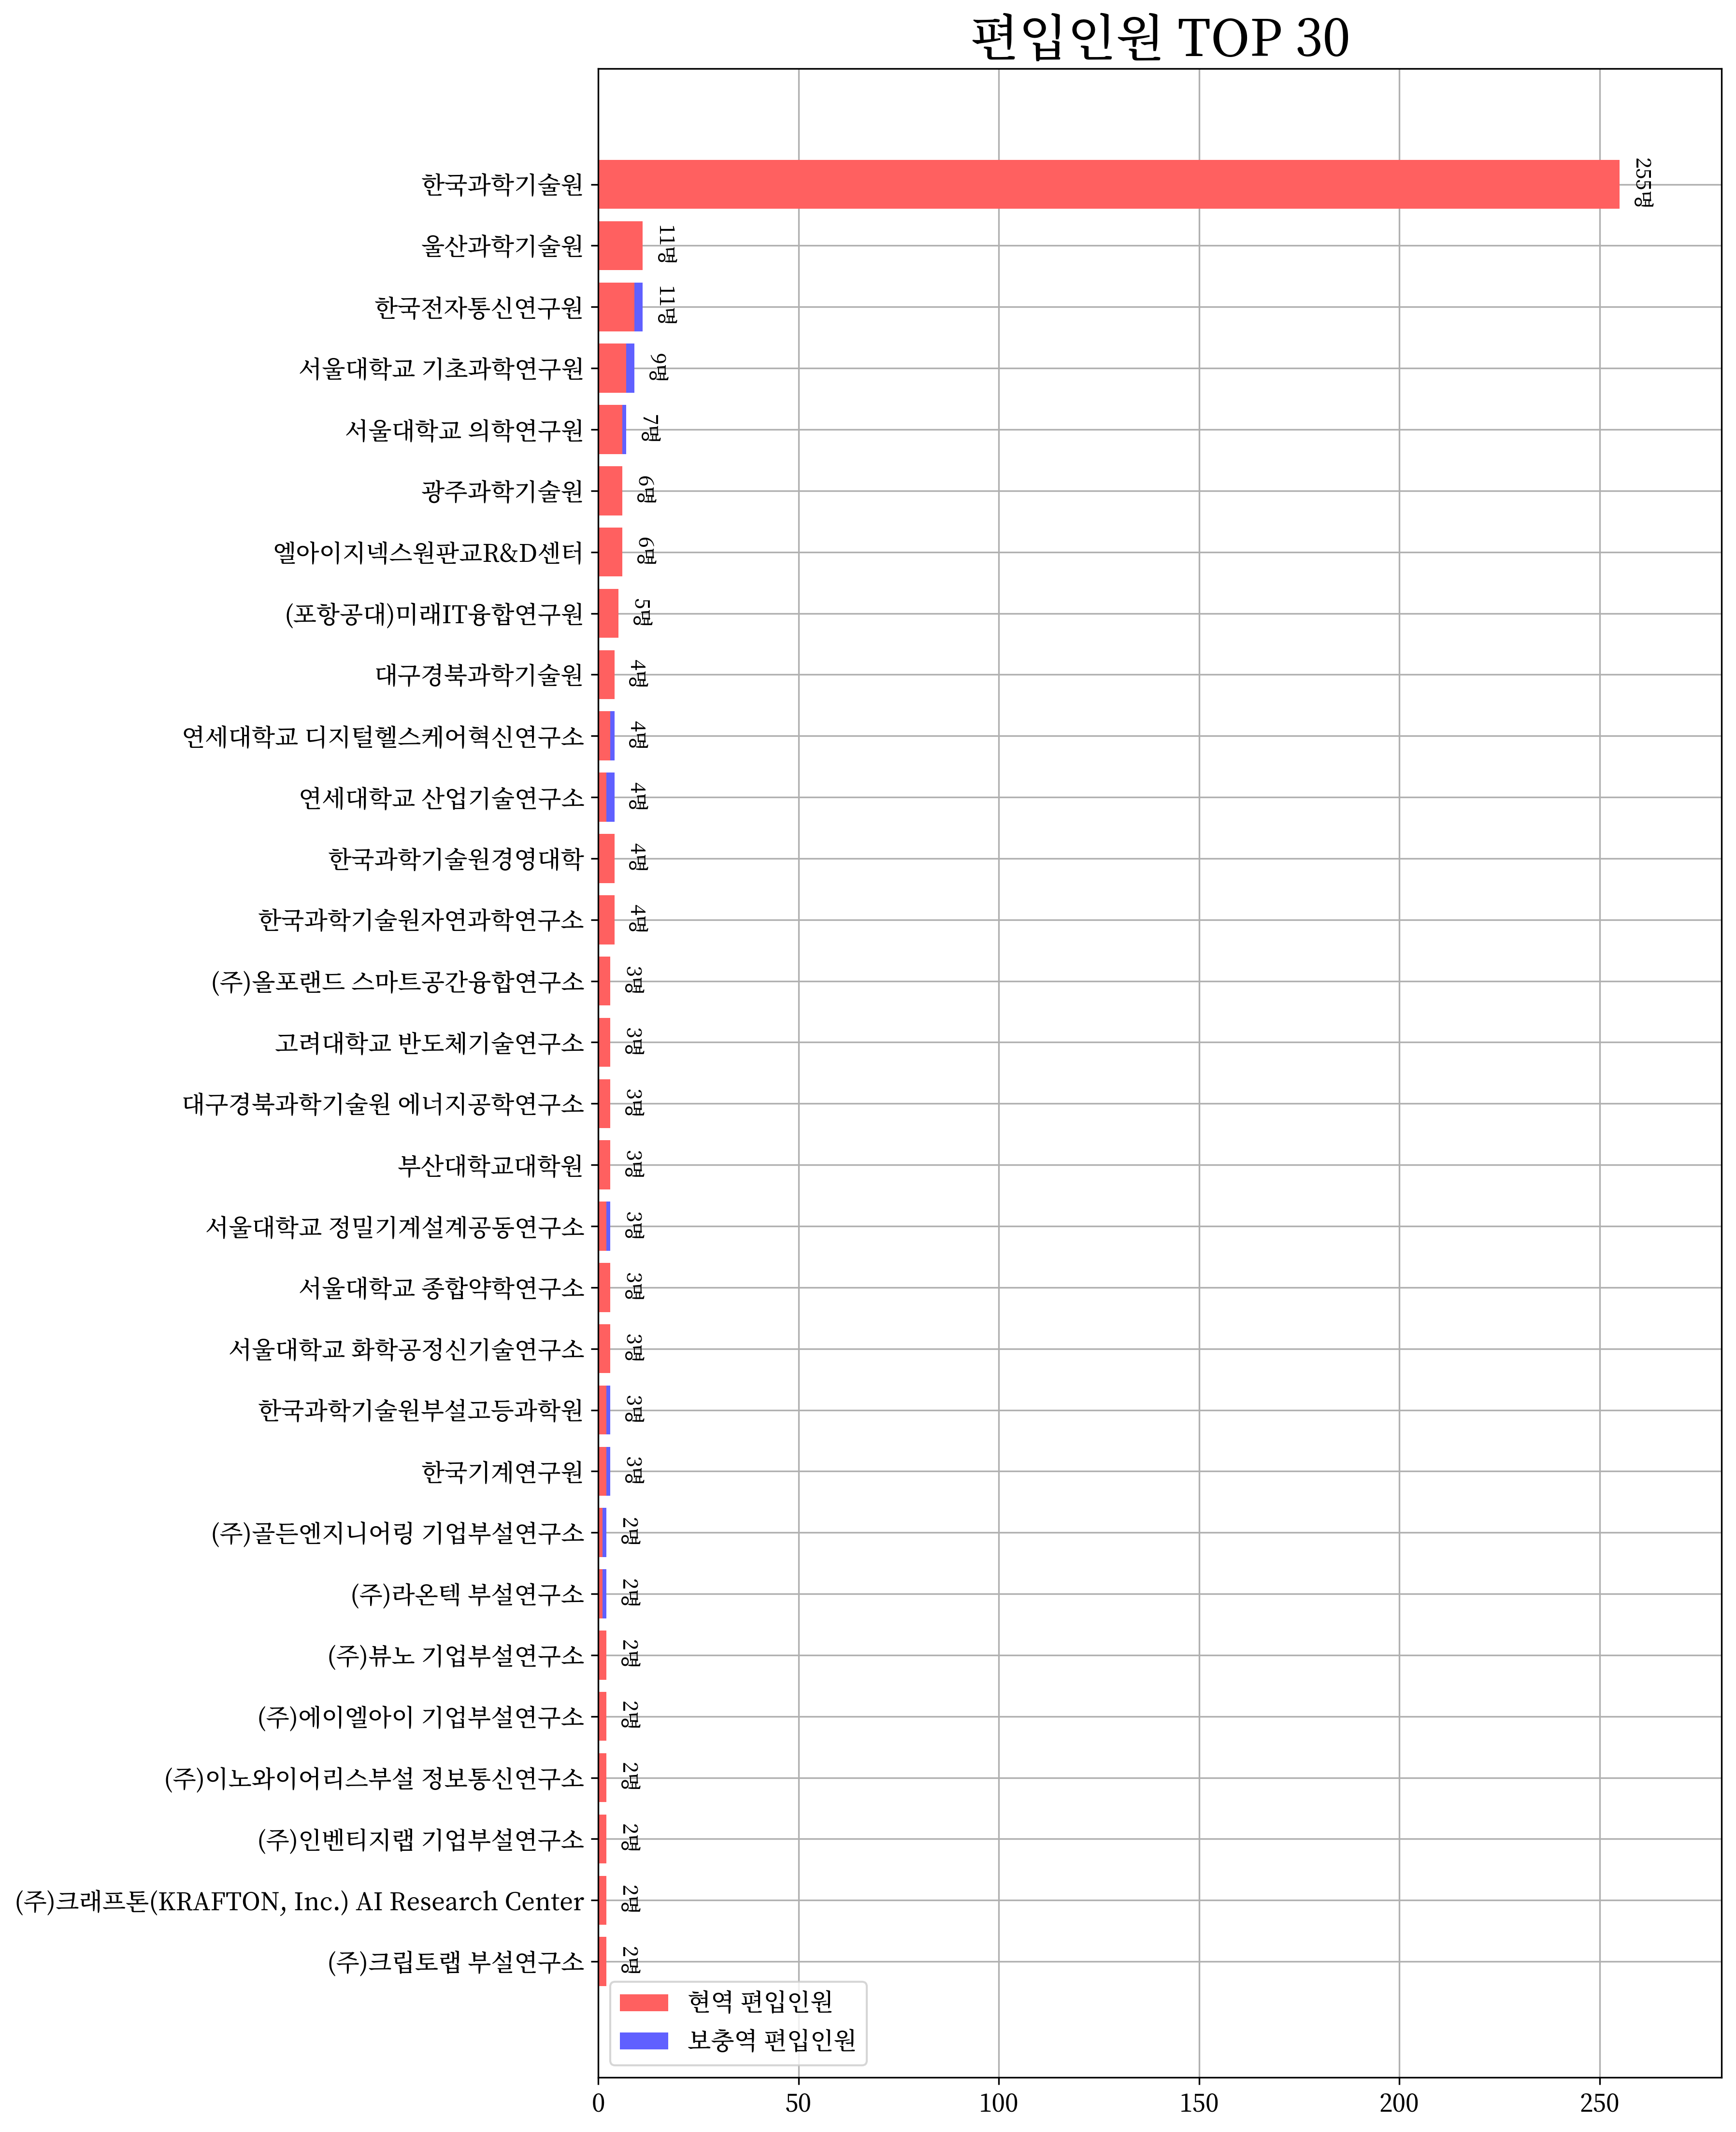 편입인원 TOP 30
한국과학기술원 255명
울산과학기술원 11명
한국전자통신연구원 11명
서울대학교 기초과학연구원 9명
서울대학교 의학연구원 7명
광주과학기술원 6명
엘아이지넥스원판교R&D센터 6명
(포항공대)미래IT융합연구원 5명
대구경북과학기술원 4명
연세대학교 디지털헬스케어혁신연구소 4명
연세대학교 산업기술연구소 4명
한국과학기술원경영대학 4명
한국과학기술원자연과학연구소 4명
(주)올포랜드 스마트공간융합연구소 3명
고려대학교 반도체기술연구소 3명
대구경북과학기술원 에너지공학연구소 3명
부산대학교대학원 3명
서울대학교 정밀기계설계공동연구소 3명
서울대학교 종합약학연구소 3명
서울대학교 화학공정신기술연구소 3명
한국과학기술원부설고등과학원 3명
한국기계연구원 3명
(주)골든엔지니어링 기업부설연구소 2명
(주)라온텍 부설연구소 2명
(주)뷰노 기업부설연구소 2명
(주)에이엘아이 기업부설연구소 2명
(주)이노와이어리스부설 정보통신연구소 2명
(주)인벤티지랩 기업부설연구소 2명
(주)크래프톤(KRAFTON, Inc.) AI Research Center 2명
(주)크립토랩 부설연구소 2명
현역 편입인원
보충역 편입인원
0 50 100 150 200 250